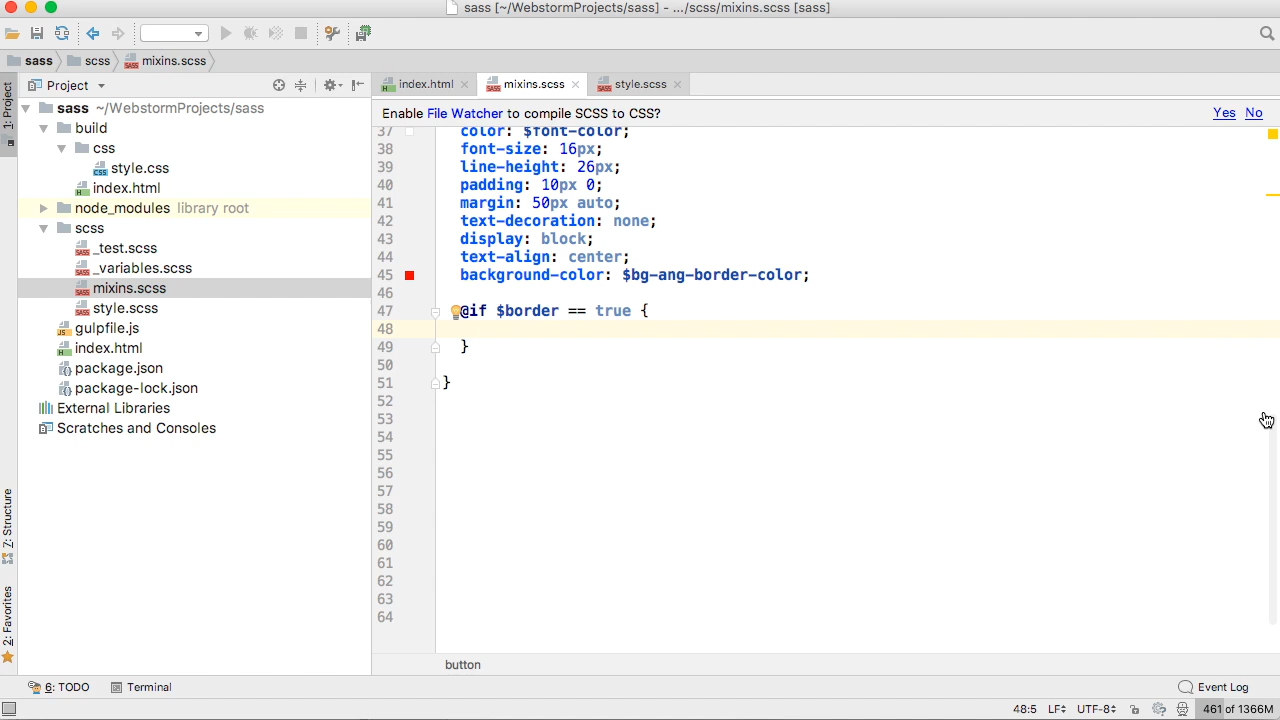 sass [~/WebstormProjects/sass] - .../scss/mixins.scss [sass]
sass scss mixins.scss
1: Project
Project
index.html mixins.scss style.scss
sass ~/WebstormProjects/sass
build
css
style.css
index.html
node_modules library root
scss
_test.scss
_variables.scss
mixins.scss
style.scss
gulpfile.js
index.html
package.json
package-lock.json
External Libraries
Scratches and Consoles
7: Structure
2: Favorites
Enable File Watcher to compile SCSS to CSS? Yes No
37 color: $font-color;
38 font-size: 16px;
39 line-height: 26px;
40 padding: 10px 0;
41 margin: 50px auto;
42 text-decoration: none;
43 display: block;
44 text-align: center;
45 background-color: $bg-ang-border-color;
46
47 @if $border == true {
48
49 }
50
51 }
52
53
54
55
56
57
58
59
60
61
62
63
64
button
6: TODO Terminal Event Log
48:5 LF UTF-8 461 of 1366M